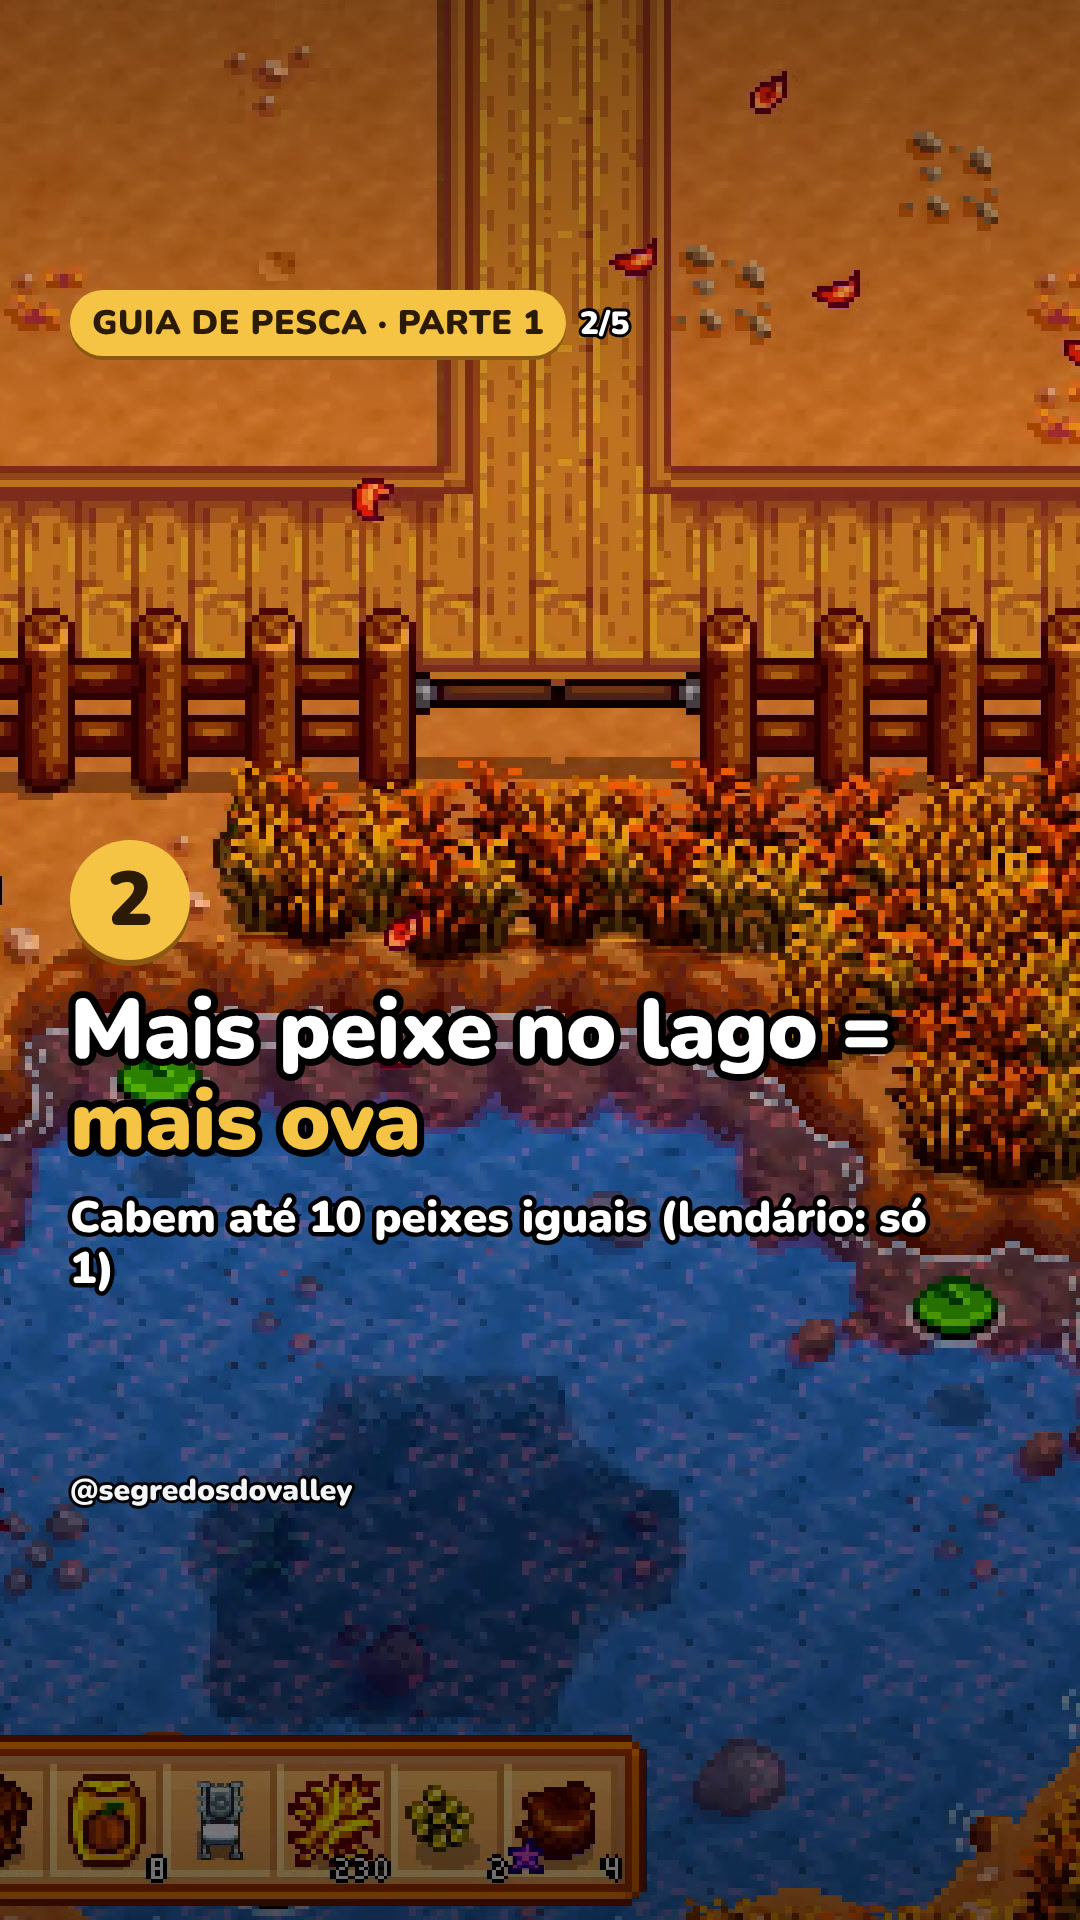 GUIA DE PESCA · PARTE 1 2/5
2
Mais peixe no lago =
mais ova
Cabem até 10 peixes iguais (lendário: só
1)
@segredosdovalley
8 230 2 4